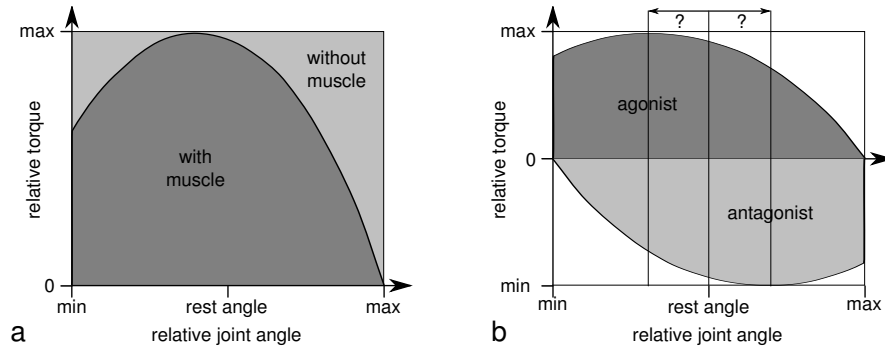 max
without
muscle
with
muscle
relative torque
0
min
rest angle
max
a
relative joint angle
?
?
max
agonist
relative torque
0
antagonist
min
min
rest angle
max
b
relative joint angle